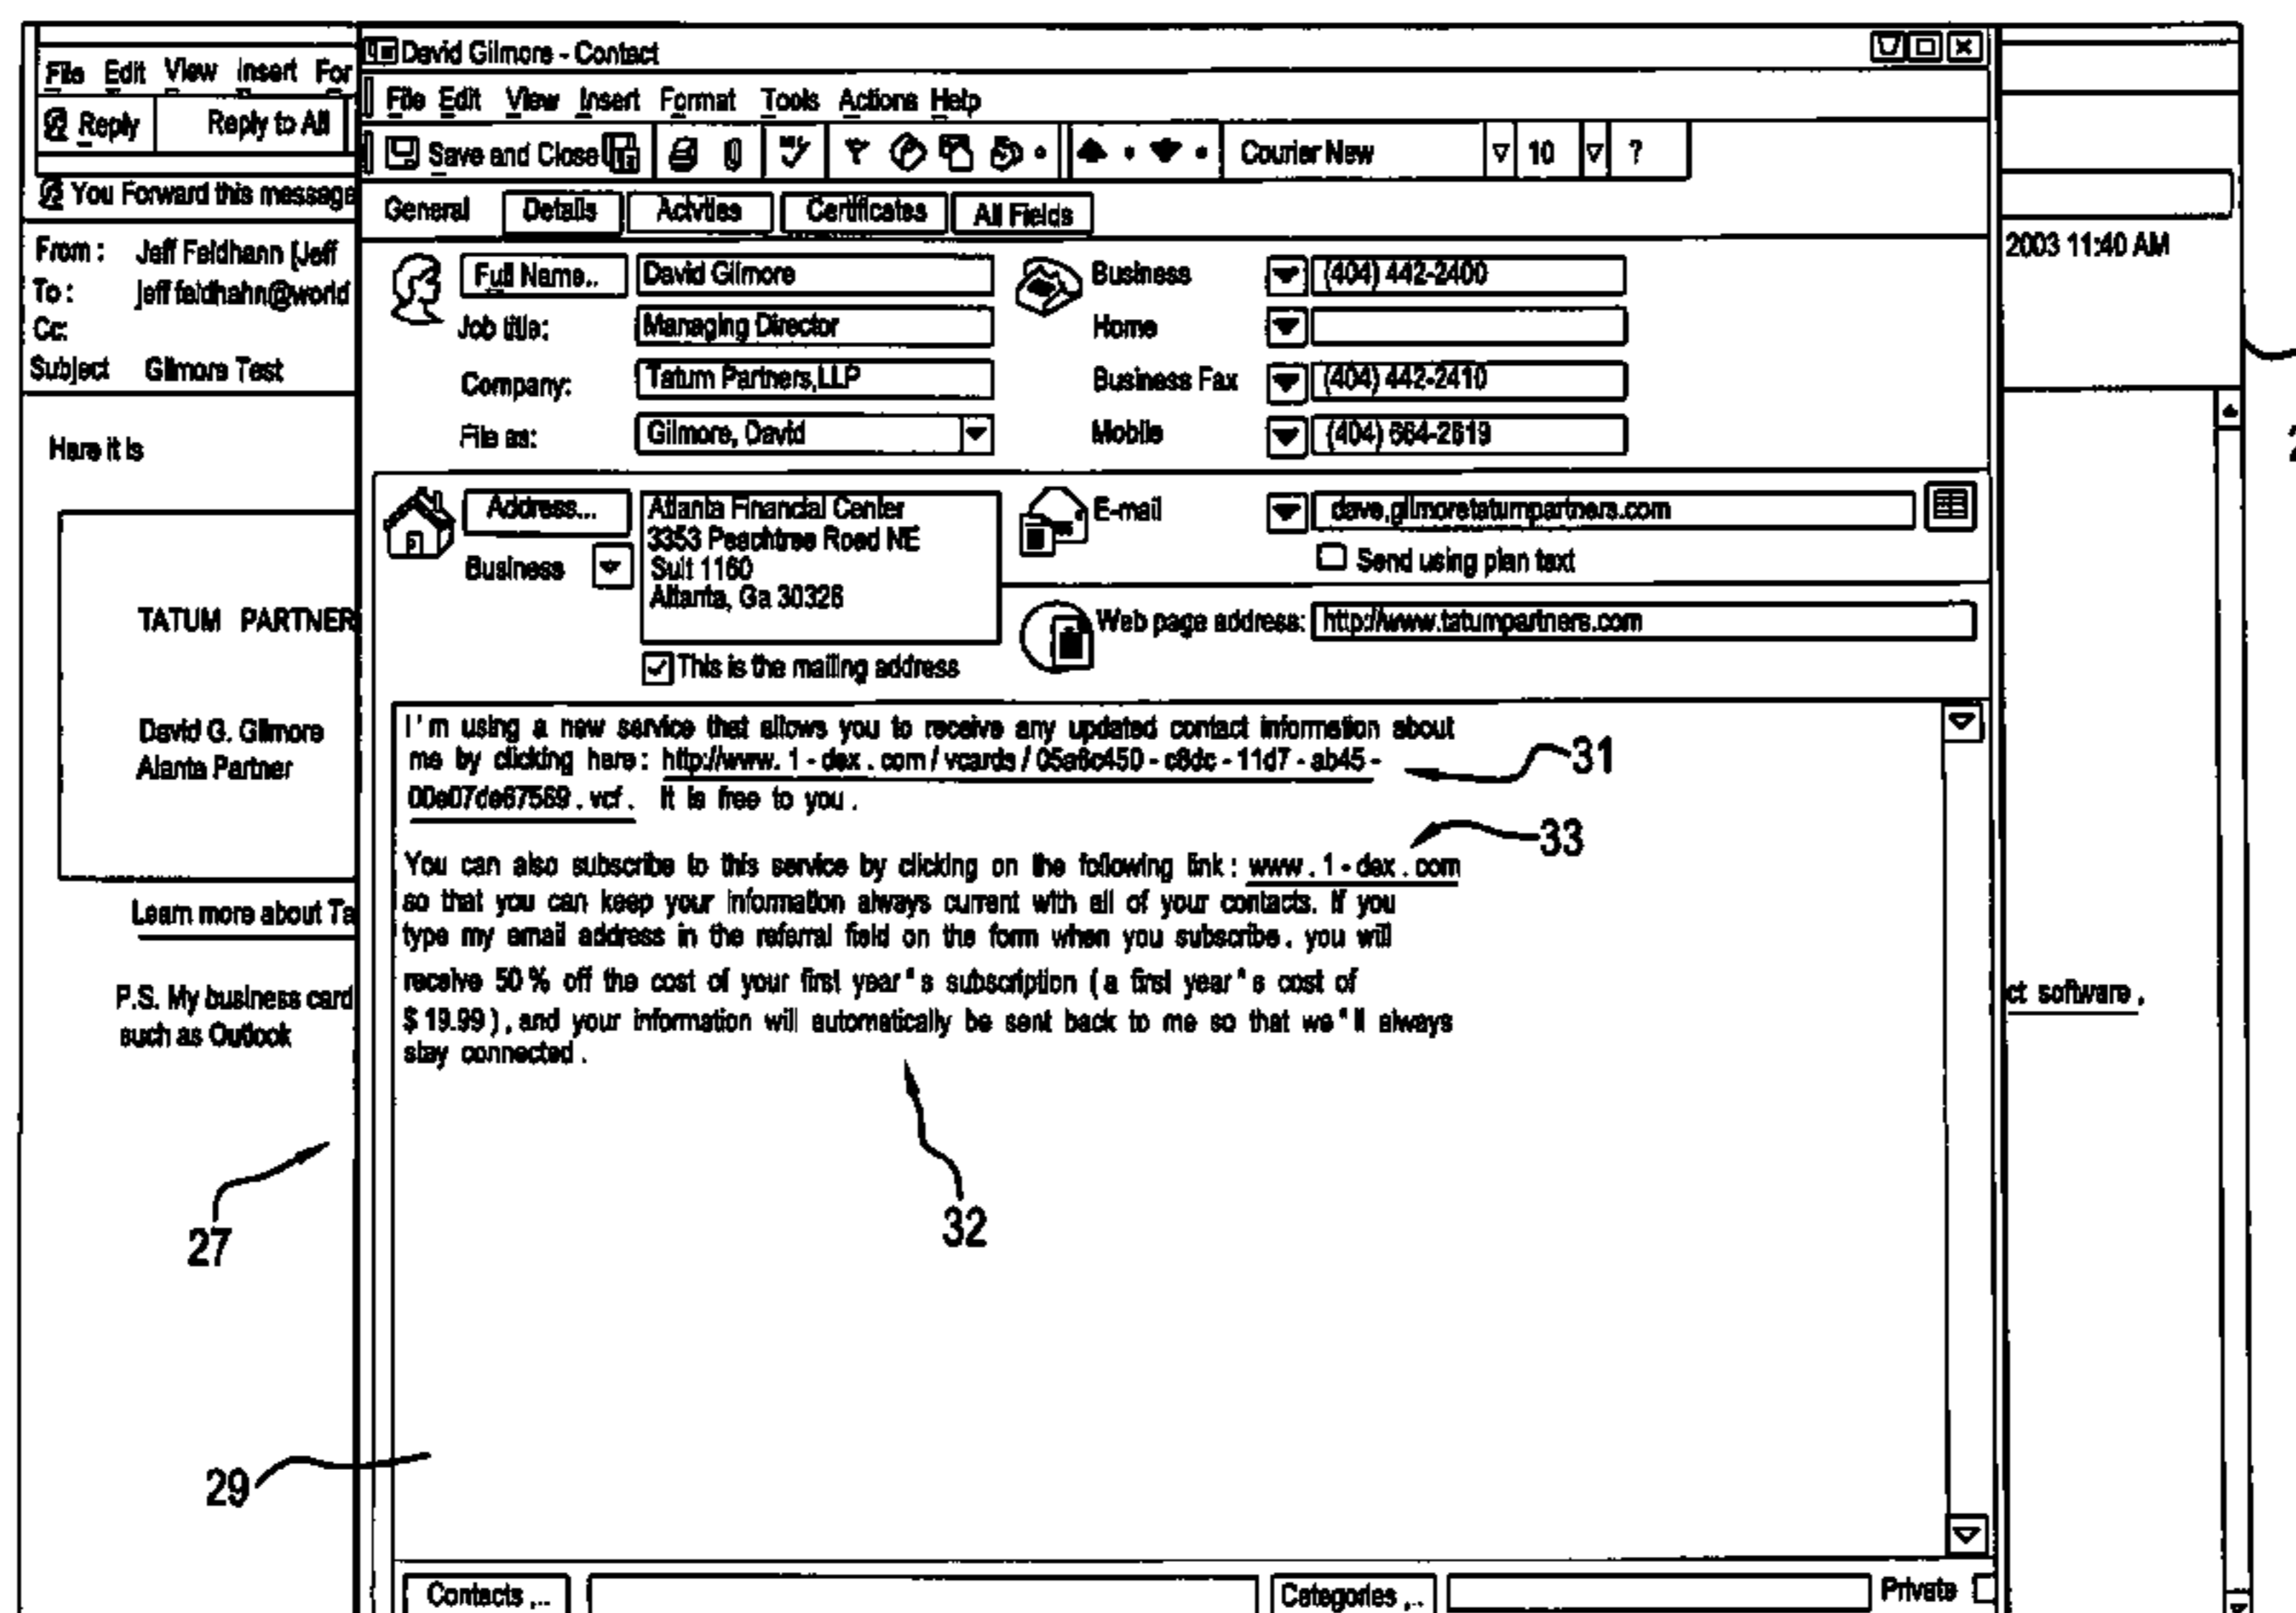 David Gilmore - Contact
File Edit View Insert For
File Edit View Insert Format Tools Actions Help
Reply Reply to All
Save and Close Courier New 10 ?
You Forward this message
General Details Actvties Certificates All Fields
From : Jeff Feldhann [Jeff
2003 11:40 AM
To : jeff feldhahn@world
Cc:
Subject Gilmore Test
Full Name.. David Gilmore
Business (404) 442-2400
Job title: Managing Director
Home
Company: Tatum Partners,LLP
Business Fax (404) 442-2410
File as: Gilmore, David
Mobile (404) 664-2619
Here it is
Address... Atlanta Financial Center
3353 Peachtree Road NE
Business Suit 1160
Altanta, Ga 30326
This is the mailing address
E-mail dave,gilmoretatumpartners.com
Send using plan text
Web page address: http://www.tatumpartners.com
TATUM PARTNER
David G. Gilmore
Alanta Partner
Learn more about Ta
P.S. My business card
such as Outlook
ct software ,
I ' m using a new service that allows you to receive any updated contact information about
me by clicking here : http://www. 1 - dex . com / vcards / 05a6c450 - c8dc - 11d7 - ab45 -
00e07de67569 . vcf . It is free to you .
31
33
You can also subscribe to this service by clicking on the following link : www . 1 - dex . com
so that you can keep your information always current with all of your contacts. If you
type my email address in the referral field on the form when you subscribe . you will
receive 50 % off the cost of your first year " s subscription ( a first year " s cost of
$ 19.99 ) , and your information will automatically be sent back to me so that we " ll always
stay connected .
32
27
29
Contacts ,.. Categories ,.. Private